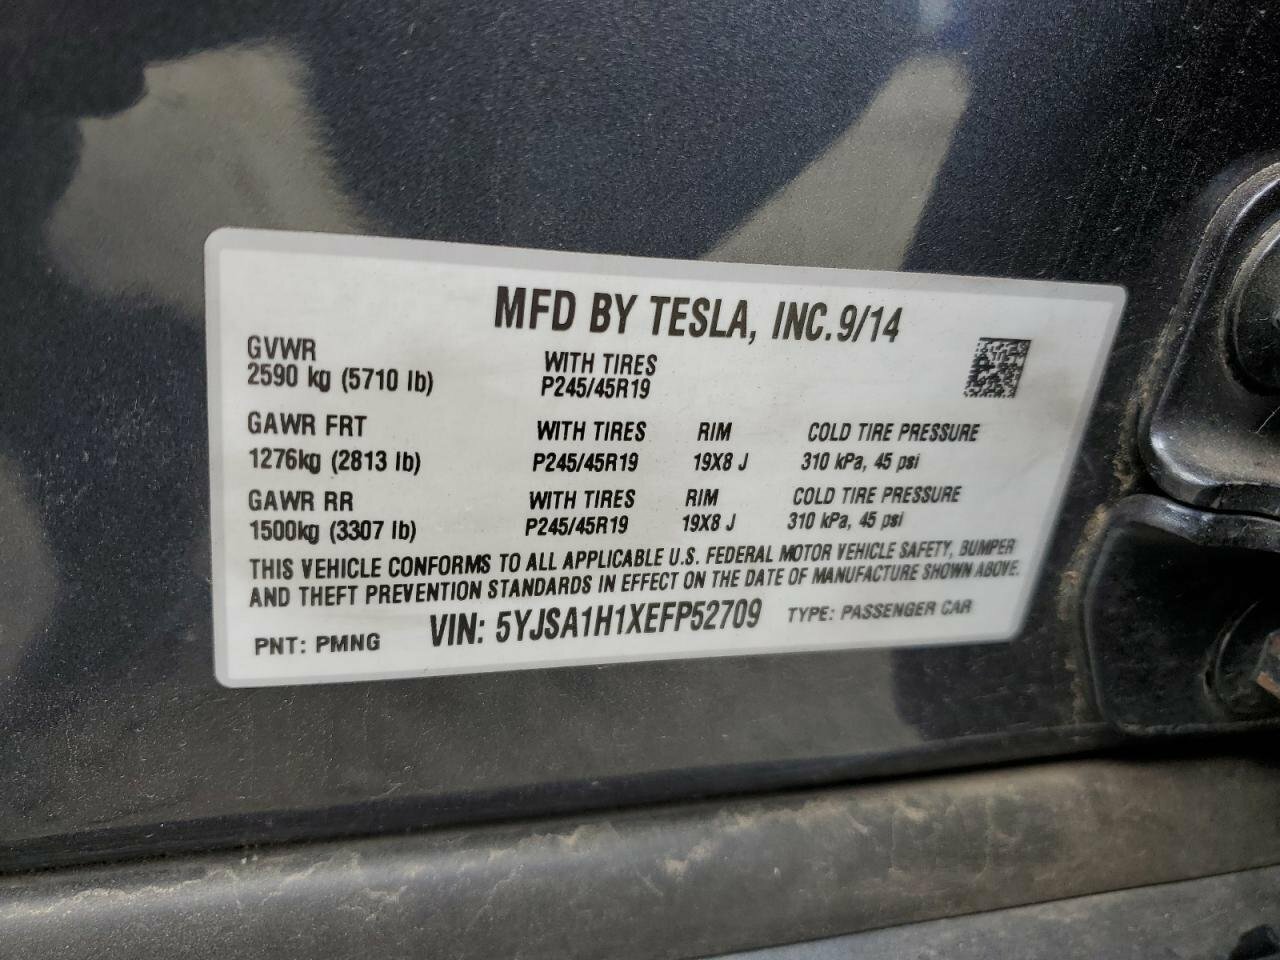 MFD BY TESLA, INC. 9/14
GVWR WITH TIRES
2590 kg (5710 lb) P245/45R19
GAWR FRT WITH TIRES RIM COLD TIRE PRESSURE
1276kg (2813 lb) P245/45R19 19X8 J 310 kPa, 45 psi
GAWR RR WITH TIRES RIM COLD TIRE PRESSURE
1500kg (3307 lb) P245/45R19 19X8 J 310 kPa, 45 psi
THIS VEHICLE CONFORMS TO ALL APPLICABLE U.S. FEDERAL MOTOR VEHICLE SAFETY, BUMPER
AND THEFT PREVENTION STANDARDS IN EFFECT ON THE DATE OF MANUFACTURE SHOWN ABOVE.
PNT: PMNG VIN: 5YJSA1H1XEFP52709 TYPE: PASSENGER CAR